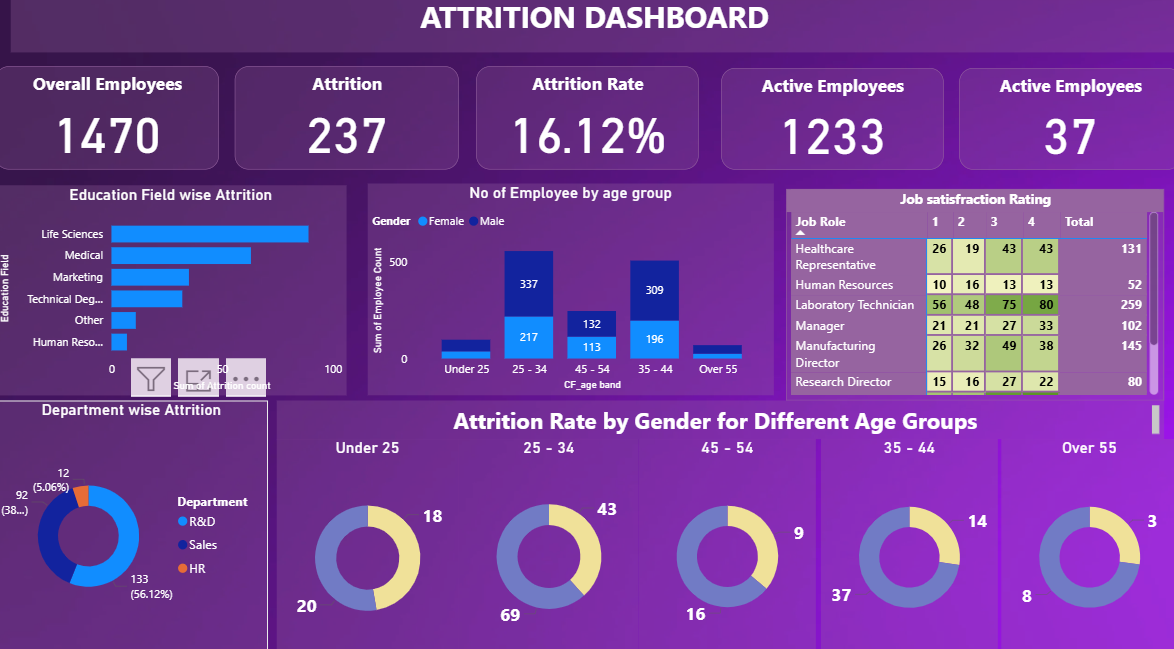 ATTRITION DASHBOARD
Overall Employees
1470
Attrition
237
Attrition Rate
16.12%
Active Employees
1233
Active Employees
37
Education Field wise Attrition
Education Field
Life Sciences
Medical
Marketing
Technical Deg...
Other
Human Reso...
0 50 100
Sum of Attrition count
No of Employee by age group
Gender Female Male
Sum of Employee Count
500
0
337
217
132
113
309
196
Under 25 25 - 34 45 - 54 35 - 44 Over 55
CF_age band
Job satisfraction Rating
Job Role 1 2 3 4 Total
Healthcare
Representative 26 19 43 43 131
Human Resources 10 16 13 13 52
Laboratory Technician 56 48 75 80 259
Manager 21 21 27 33 102
Manufacturing
Director 26 32 49 38 145
Research Director 15 16 27 22 80
Department wise Attrition
12
(5.06%)
92
(38...)
133
(56.12%)
Department
R&D
Sales
HR
Attrition Rate by Gender for Different Age Groups
Under 25
18
20
25 - 34
43
69
45 - 54
9
16
35 - 44
14
37
Over 55
3
8